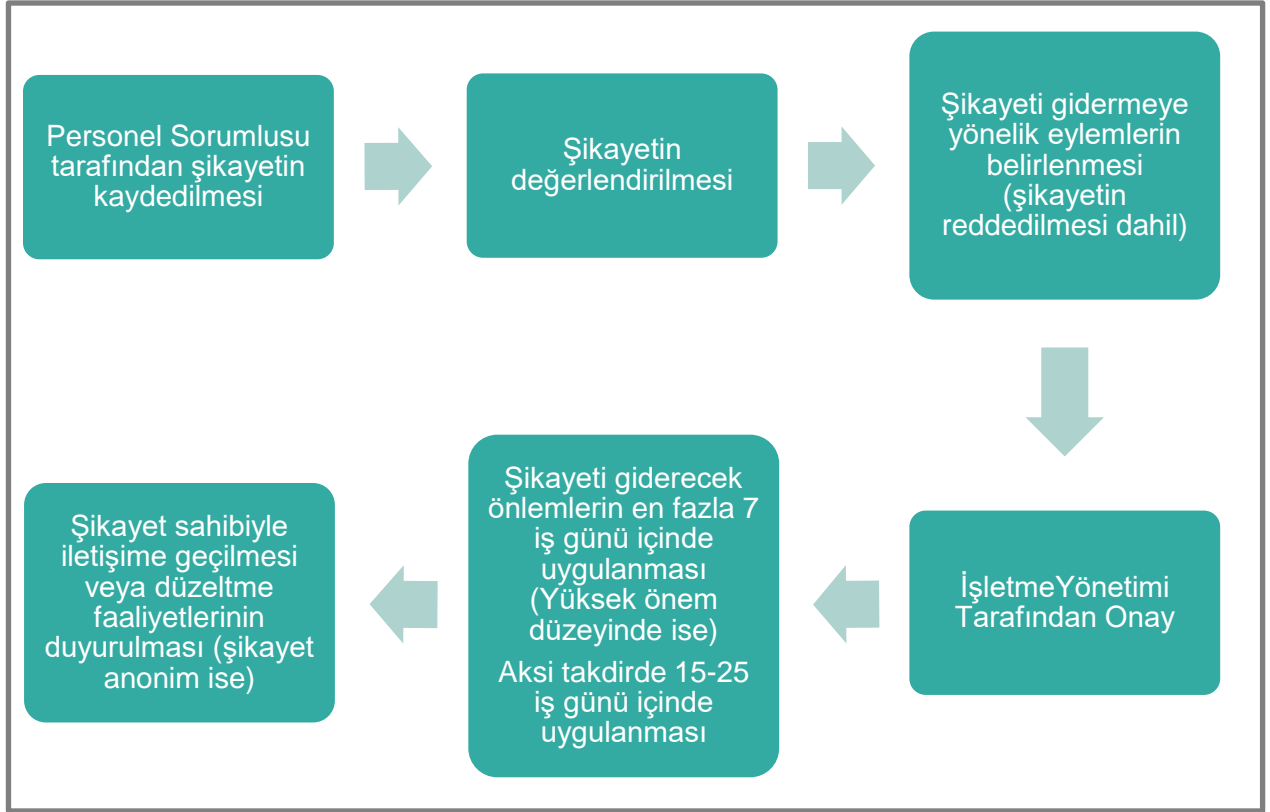 Personel Sorumlusu
tarafından şikayetin
kaydedilmesi
Şikayetin
değerlendirilmesi
Şikayeti gidermeye
yönelik eylemlerin
belirlenmesi
(şikayetin
reddedilmesi dahil)
İşletmeYönetimi
Tarafından Onay
Şikayeti giderecek
önlemlerin en fazla 7
iş günü içinde
uygulanması
(Yüksek önem
düzeyinde ise)
Aksi takdirde 15-25
iş günü içinde
uygulanması
Şikayet sahibiyle
iletişime geçilmesi
veya düzeltme
faaliyetlerinin
duyurulması (şikayet
anonim ise)